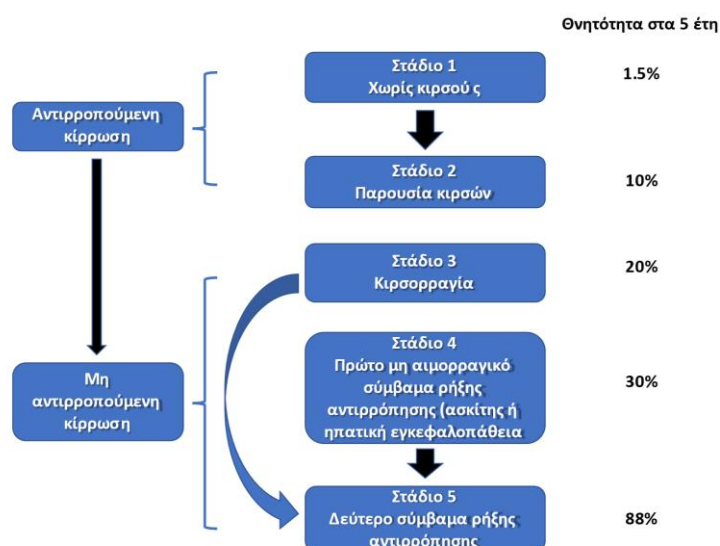 Θνητότητα στα 5 έτη
Στάδιο 1
Χωρίς κιρσού ς
1.5%
Αντιρροπούμενη
κίρρωση
Στάδιο 2
Παρουσία κιρσών
10%
Στάδιο 3
Κιρσορραγία
20%
Μη
αντιρροπούμενη
κίρρωση
Στάδιο 4
Πρώτο μη αιμορραγικό
σύμβαμα ρήξης
αντιρρόπησης (ασκίτης ή
ηπατική εγκεφαλοπάθεια
30%
Στάδιο 5
Δεύτερο σύμβαμα ρήξης
αντιρρόπησης
88%